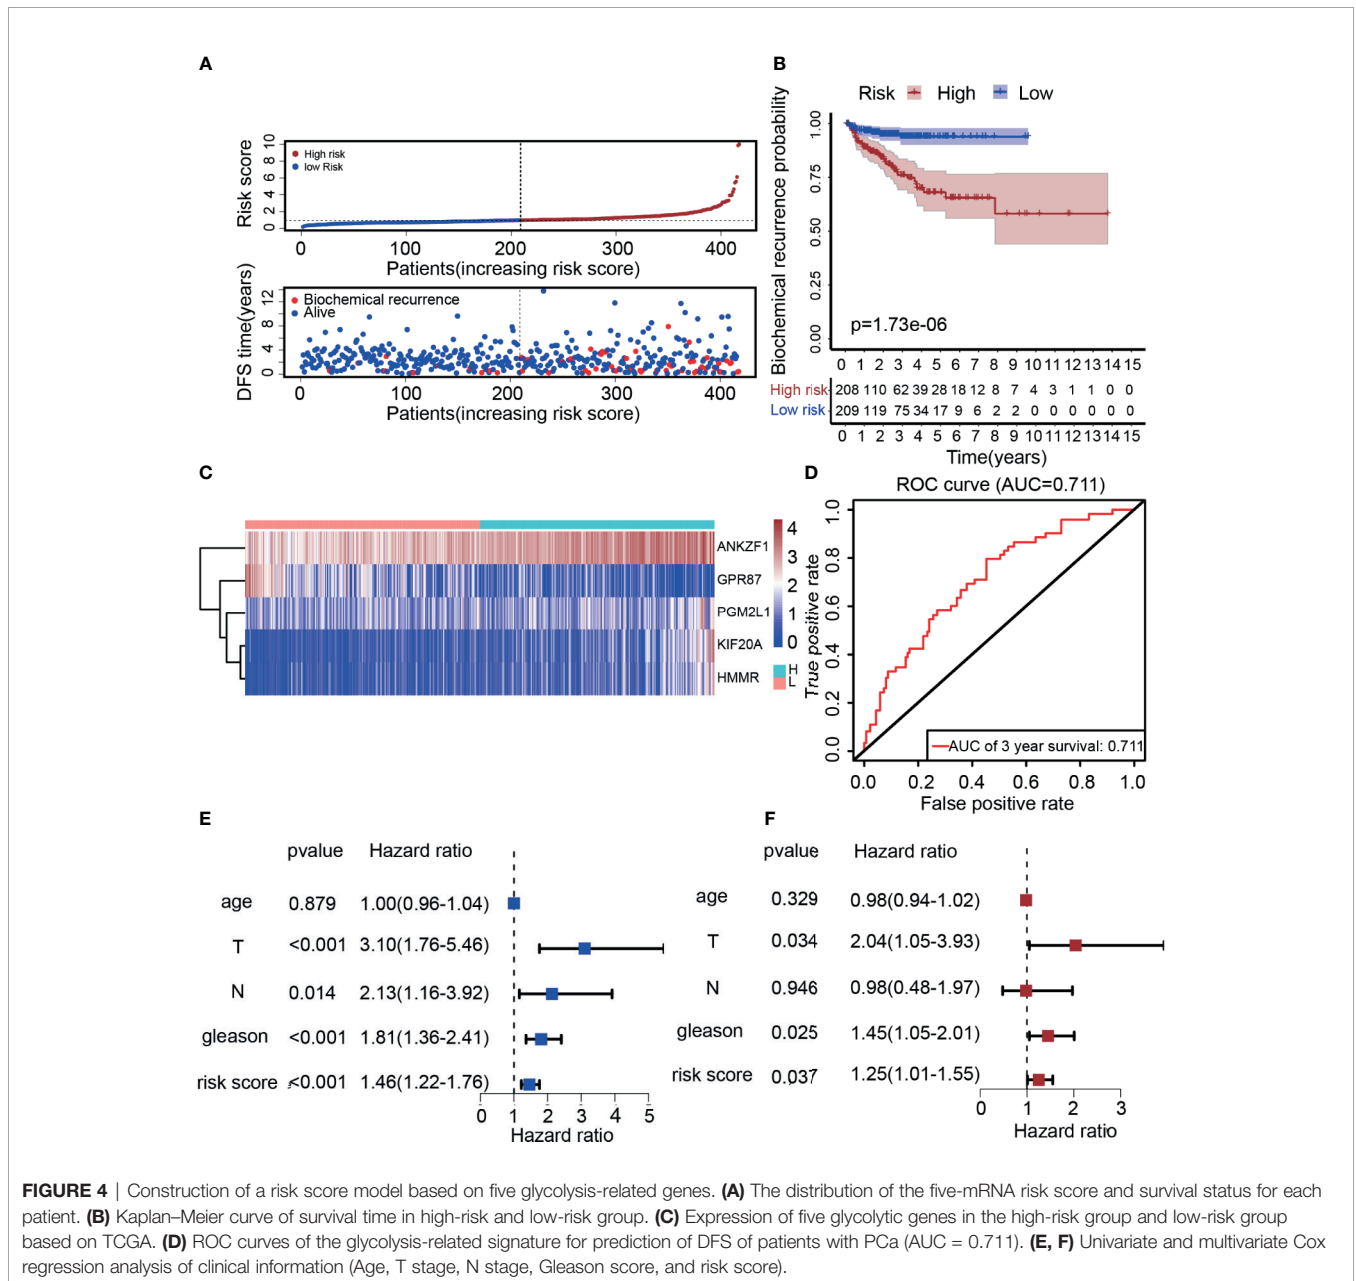 A
Risk score
10
8
6
4
2
0
High risk
low Risk
0 200 300 400
Patients(increasing risk score)
DFS time(years)
12
8
4
0
Biochemical recurrence
Alive
0 100 200 300 400
Patients(increasing risk score)
B
Risk High Low
Biochemical recurrence probability
1.00
0.75
0.50
0.25
0.00
p=1.73e-06
0 1 2 3 4 5 6 7 8 9 10 11 12 13 14 15
High risk 208 110 62 39 28 18 12 8 7 4 3 1 1 0 0
Low risk 209 119 75 34 17 9 6 2 2 0 0 0 0 0 0
0 1 2 3 4 5 6 7 8 9 10 11 12 13 14 15
Time(years)
C
ANKZF1
GPR87
PGM2L1
KIF20A
HMMR
4
3
2
1
0
H
L
D
ROC curve (AUC=0.711)
True positive rate
1.0
0.8
0.6
0.4
0.2
0.0
AUC of 3 year survival: 0.711
0.0 0.2 0.4 0.6 0.8 1.0
False positive rate
E
pvalue Hazard ratio
age 0.879 1.00(0.96-1.04)
T <0.001 3.10(1.76-5.46)
N 0.014 2.13(1.16-3.92)
gleason <0.001 1.81(1.36-2.41)
risk score <0.001 1.46(1.22-1.76)
0 1 2 3 4 5
Hazard ratio
F
pvalue Hazard ratio
age 0.329 0.98(0.94-1.02)
T 0.034 2.04(1.05-3.93)
N 0.946 0.98(0.48-1.97)
gleason 0.025 1.45(1.05-2.01)
risk score 0.037 1.25(1.01-1.55)
0 1 2 3
Hazard ratio
FIGURE 4 | Construction of a risk score model based on five glycolysis-related genes. (A) The distribution of the five-mRNA risk score and survival status for each
patient. (B) Kaplan–Meier curve of survival time in high-risk and low-risk group. (C) Expression of five glycolytic genes in the high-risk group and low-risk group
based on TCGA. (D) ROC curves of the glycolysis-related signature for prediction of DFS of patients with PCa (AUC = 0.711). (E, F) Univariate and multivariate Cox
regression analysis of clinical information (Age, T stage, N stage, Gleason score, and risk score).